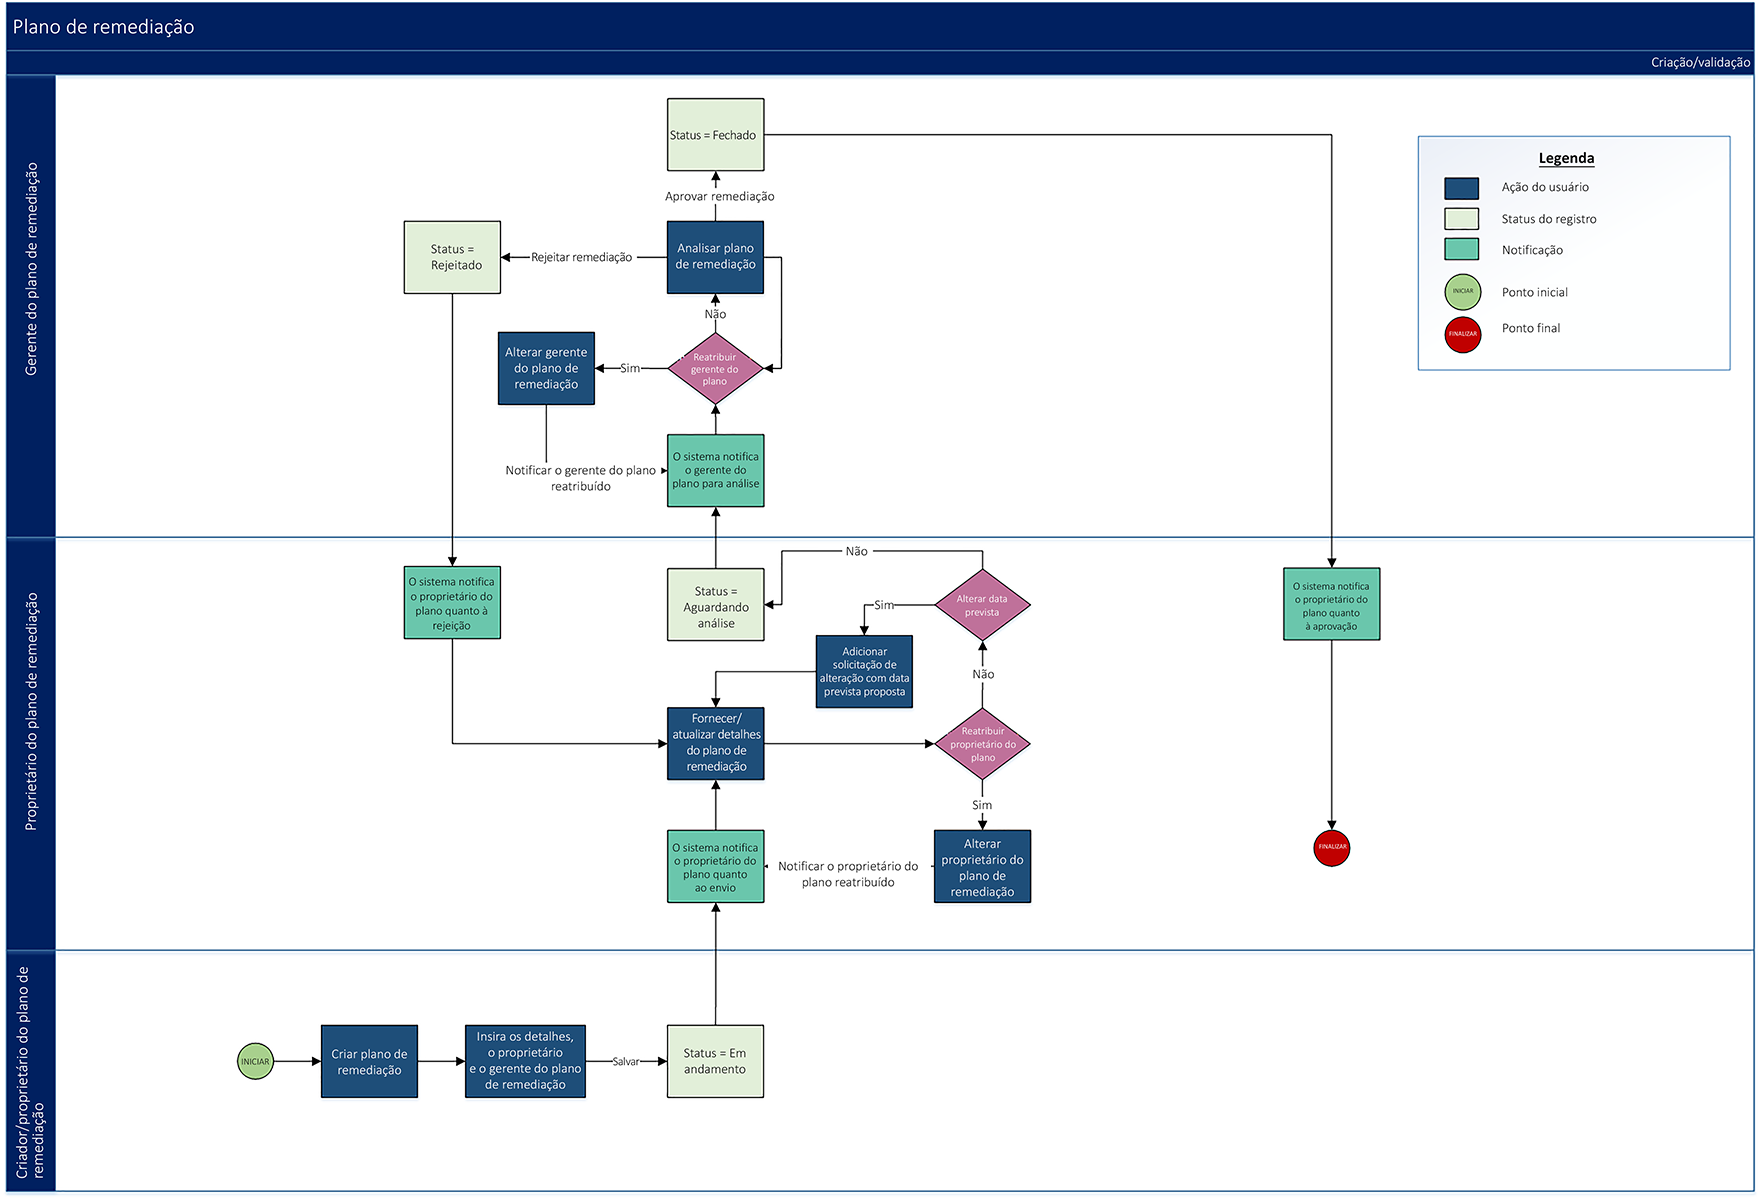 Plano de remediação
Criação/validação
Gerente do plano de remediação
Status = Fechado
Aprovar remediação
Analisar plano
de remediação
Rejeitar remediação
Status =
Rejeitado
Não
Reatribuir
gerente do
plano
Sim
Alterar gerente
do plano de
remediação
Notificar o gerente do plano
reatribuído
O sistema notifica
o gerente do
plano para análise
Legenda
Ação do usuário
Status do registro
Notificação
INICIAR
Ponto inicial
FINALIZAR
Ponto final
Proprietário do plano de remediação
O sistema notifica
o proprietário do
plano quanto à
rejeição
Status =
Aguardando
análise
Não
Alterar data
prevista
Sim
Adicionar
solicitação de
alteração com data
prevista proposta
Não
Fornecer/
atualizar detalhes
do plano de
remediação
Reatribuir
proprietário do
plano
Sim
Alterar
proprietário do
plano de
remediação
Notificar o proprietário do
plano reatribuído
O sistema notifica
o proprietário do
plano quanto
ao envio
O sistema notifica
o proprietário do
plano quanto
à aprovação
FINALIZAR
Criador/proprietário do plano de
remediação
INICIAR
Criar plano de
remediação
Insira os detalhes,
o proprietário
e o gerente do plano
de remediação
Salvar
Status = Em
andamento